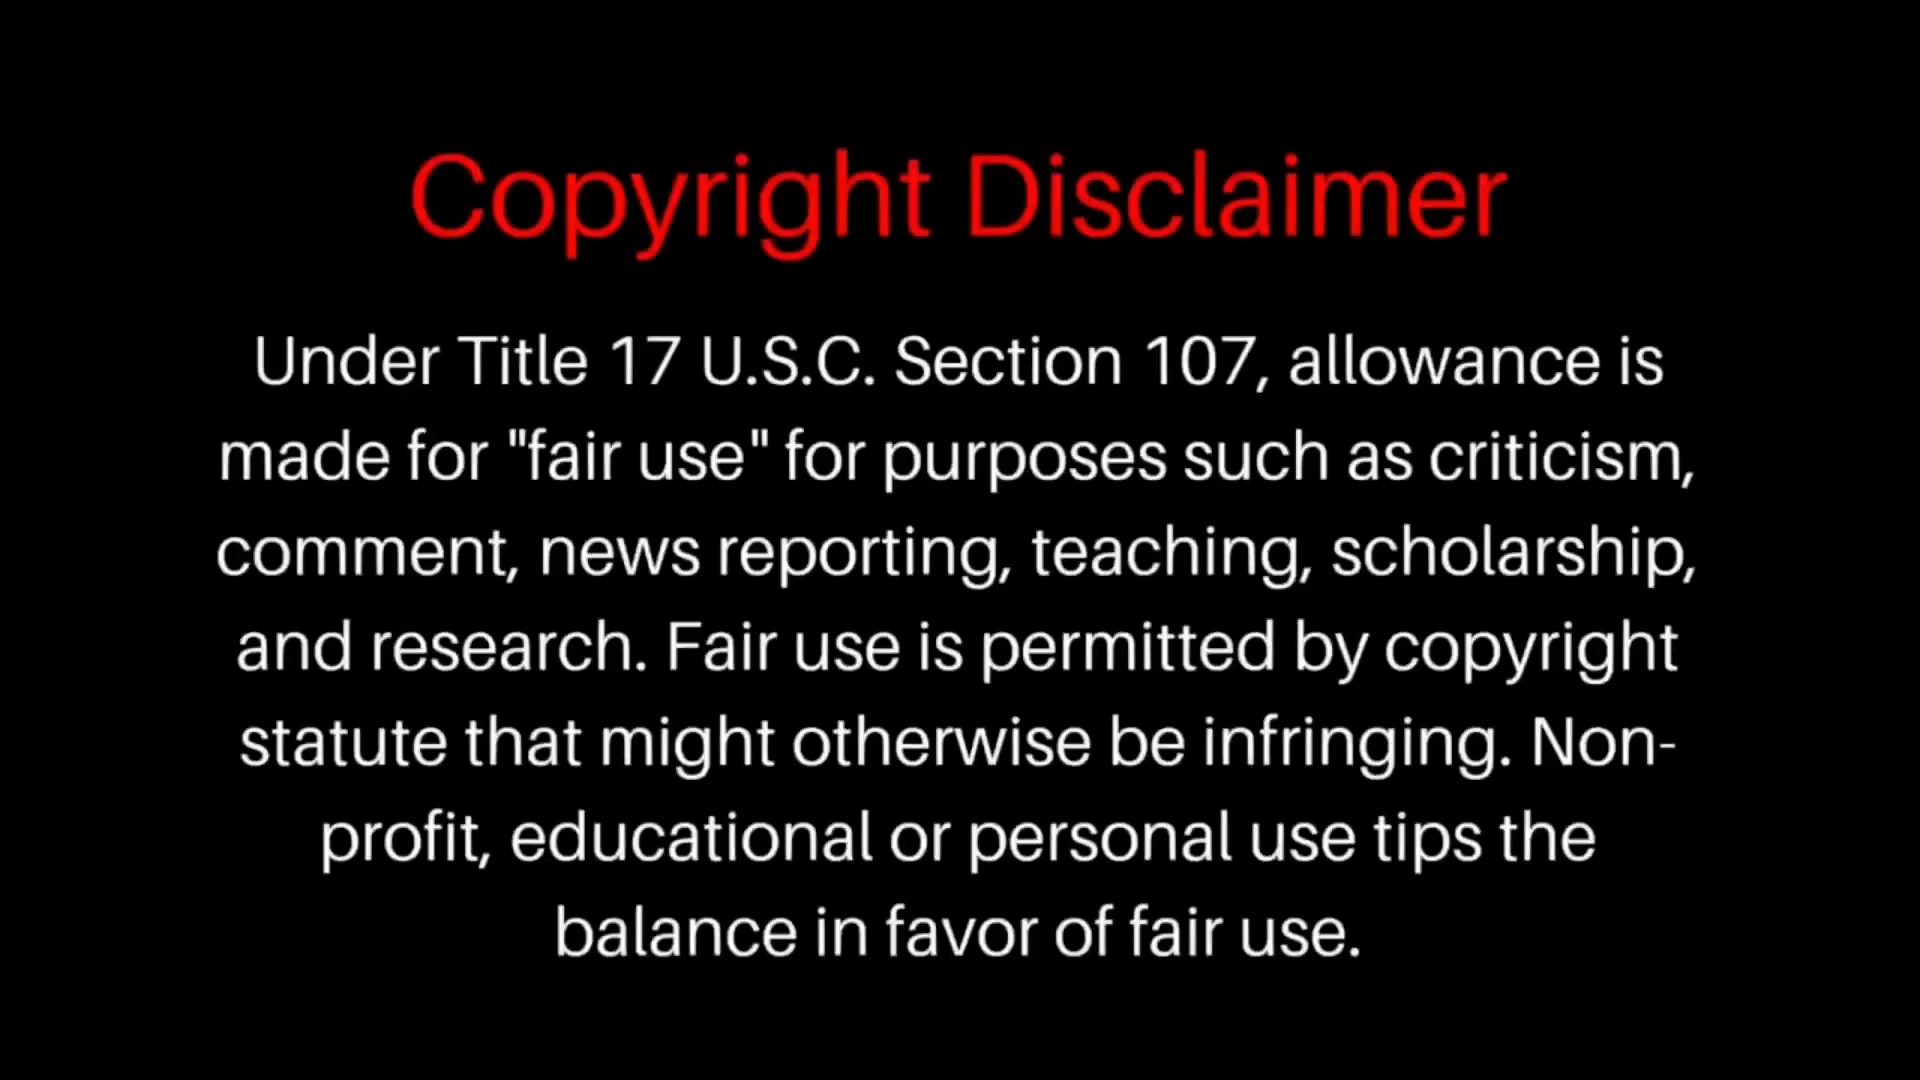 Copyright Disclaimer
Under Title 17 U.S.C. Section 107, allowance is
made for "fair use" for purposes such as criticism,
comment, news reporting, teaching, scholarship,
and research. Fair use is permitted by copyright
statute that might otherwise be infringing. Non-
profit, educational or personal use tips the
balance in favor of fair use.